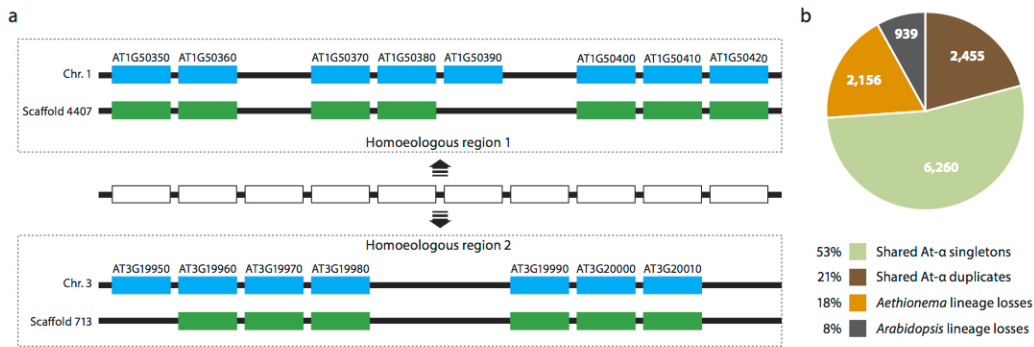 a
AT1G50350 AT1G50360 AT1G50370 AT1G50380 AT1G50390 AT1G50400 AT1G50410 AT1G50420
Chr. 1
Scaffold 4407
Homoeologous region 1
Homoeologous region 2
AT3G19950 AT3G19960 AT3G19970 AT3G19980 AT3G19990 AT3G20000 AT3G20010
Chr. 3
Scaffold 713
b
939
2,455
2,156
6,260
53% Shared At-α singletons
21% Shared At-α duplicates
18% Aethionema lineage losses
8% Arabidopsis lineage losses